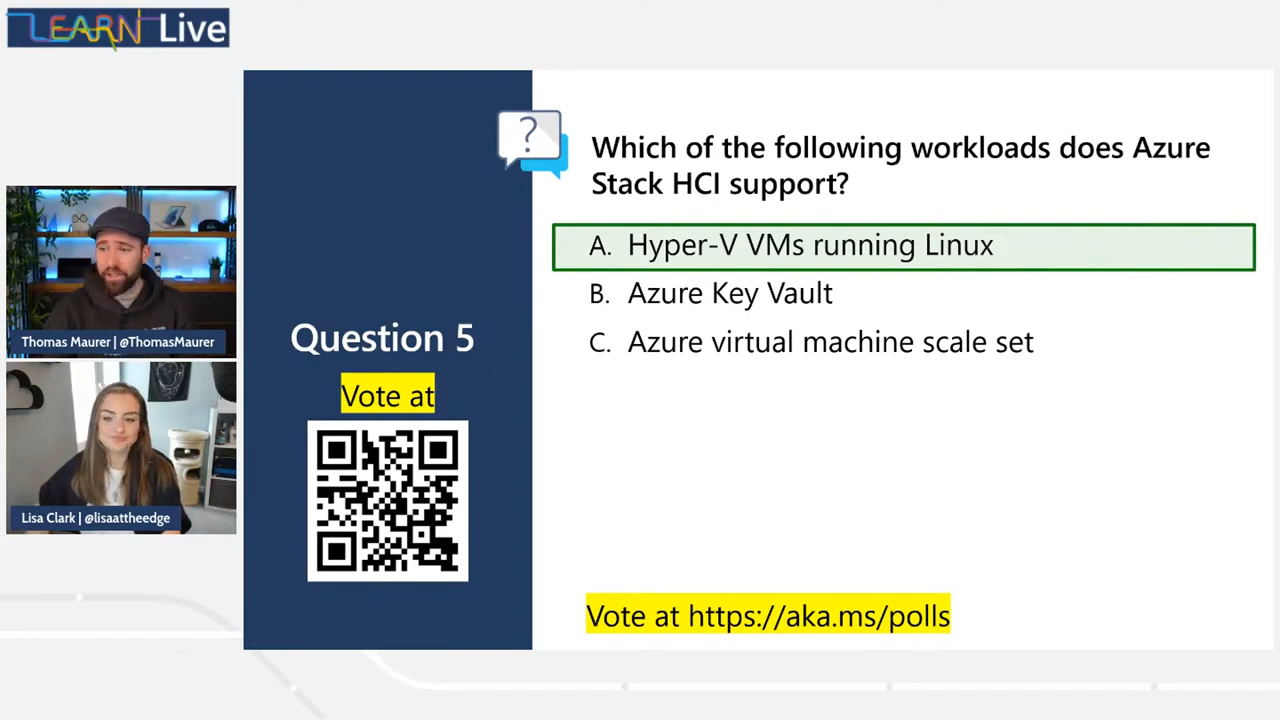 LEARN Live
Which of the following workloads does Azure
Stack HCI support?
A. Hyper-V VMs running Linux
B. Azure Key Vault
C. Azure virtual machine scale set
Question 5
Vote at
Thomas Maurer | @ThomasMaurer
Lisa Clark | @lisaattheedge
Vote at https://aka.ms/polls